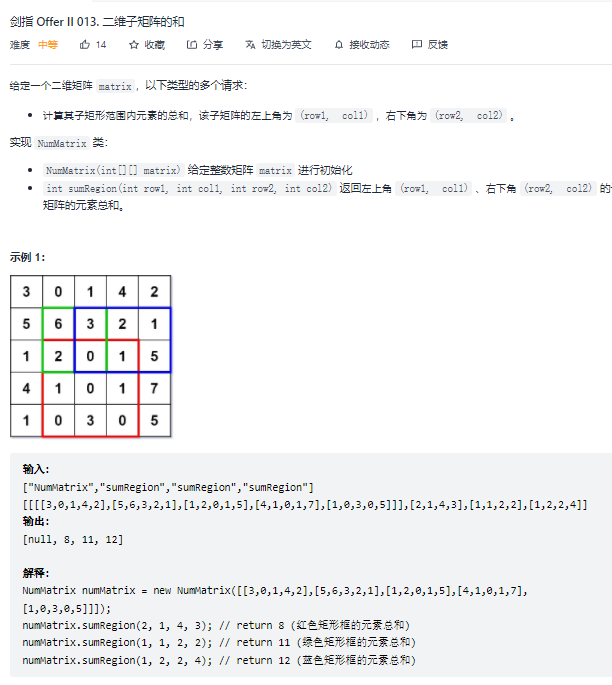 剑指 Offer II 013. 二维子矩阵的和
难度 中等 14 收藏 分享 切换为英文 接收动态 反馈
给定一个二维矩阵 matrix，以下类型的多个请求：
计算其子矩形范围内元素的总和，该子矩阵的左上角为 (row1, col1) ，右下角为 (row2, col2) 。
实现 NumMatrix 类：
NumMatrix(int[][] matrix) 给定整数矩阵 matrix 进行初始化
int sumRegion(int row1, int col1, int row2, int col2) 返回左上角 (row1, col1) 、右下角 (row2, col2) 的
矩阵的元素总和。
示例 1：
3 0 1 4 2
5 6 3 2 1
1 2 0 1 5
4 1 0 1 7
1 0 3 0 5
输入:
["NumMatrix","sumRegion","sumRegion","sumRegion"]
[[[[3,0,1,4,2],[5,6,3,2,1],[1,2,0,1,5],[4,1,0,1,7],[1,0,3,0,5]]],[2,1,4,3],[1,1,2,2],[1,2,2,4]]
输出:
[null, 8, 11, 12]
解释:
NumMatrix numMatrix = new NumMatrix([[3,0,1,4,2],[5,6,3,2,1],[1,2,0,1,5],[4,1,0,1,7],
[1,0,3,0,5]]]);
numMatrix.sumRegion(2, 1, 4, 3); // return 8 (红色矩形框的元素总和)
numMatrix.sumRegion(1, 1, 2, 2); // return 11 (绿色矩形框的元素总和)
numMatrix.sumRegion(1, 2, 2, 4); // return 12 (蓝色矩形框的元素总和)